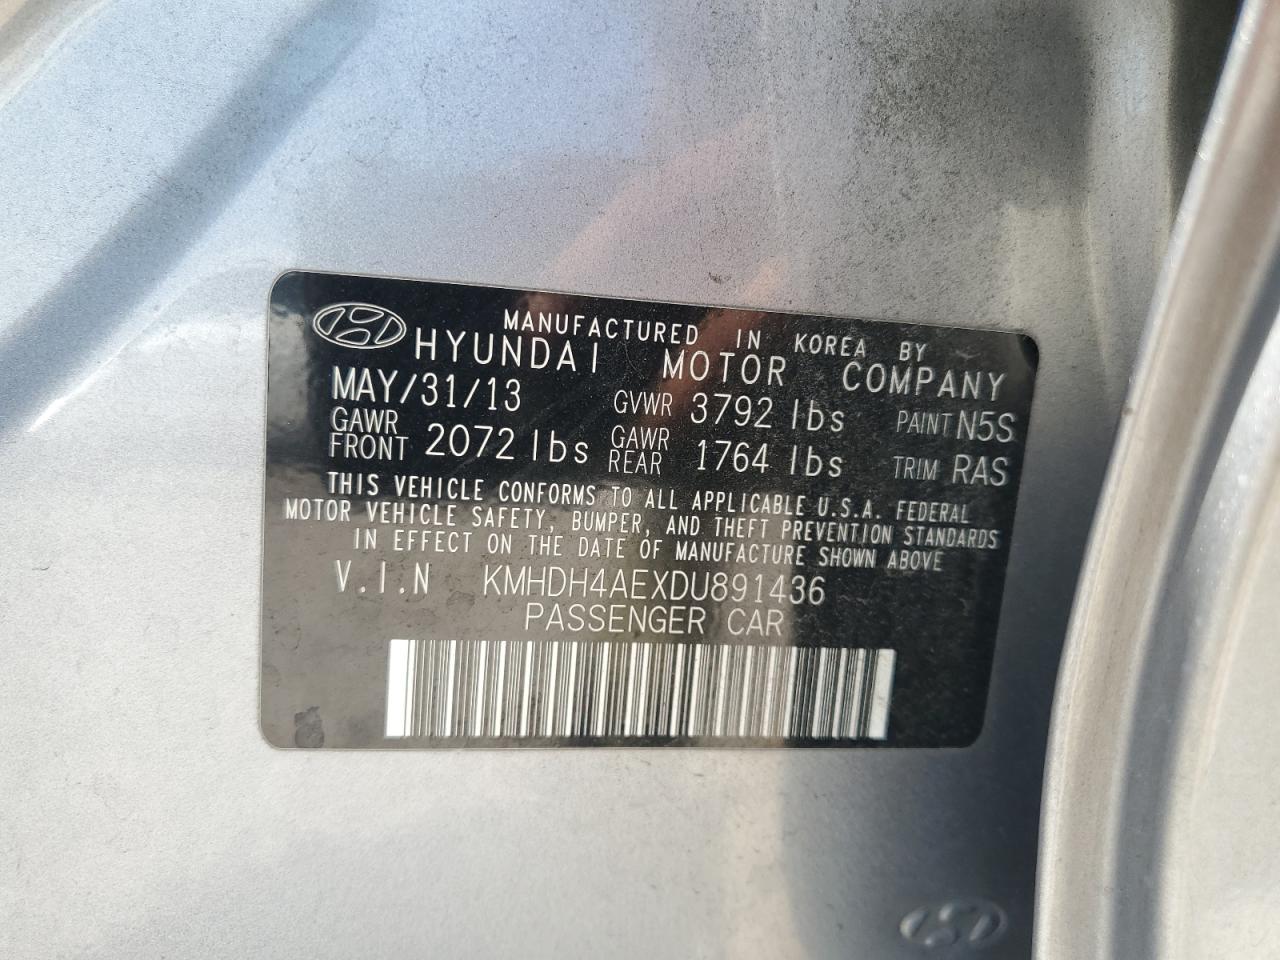 MANUFACTURED IN KOREA BY
HYUNDAI MOTOR COMPANY
MAY/31/13 GVWR 3792 lbs PAINT N5S
GAWR FRONT 2072 lbs GAWR REAR 1764 lbs TRIM RAS
THIS VEHICLE CONFORMS TO ALL APPLICABLE U.S.A. FEDERAL
MOTOR VEHICLE SAFETY, BUMPER, AND THEFT PREVENTION STANDARDS
IN EFFECT ON THE DATE OF MANUFACTURE SHOWN ABOVE
V.I.N KMHDH4AEXDU891436
PASSENGER CAR